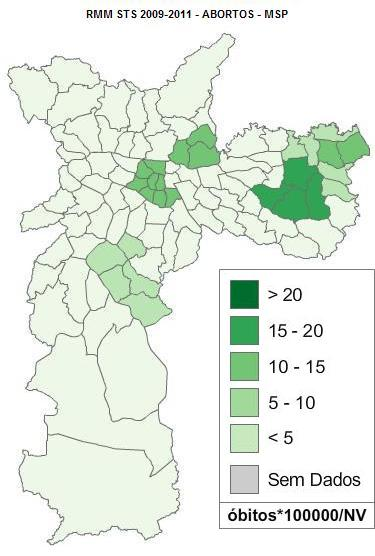 RMM STS 2009-2011 - ABORTOS - MSP
> 20
15 - 20
10 - 15
5 - 10
< 5
Sem Dados
óbitos*100000/NV